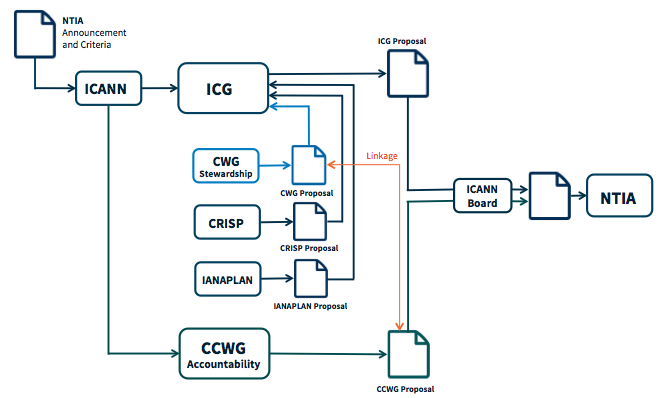 NTIA
Announcement
and Criteria
ICG Proposal
ICANN
ICG
CWG
Stewardship
Linkage
CWG Proposal
ICANN
Board
NTIA
CRISP
CRISP Proposal
IANAPLAN
IANAPLAN Proposal
CCWG
Accountability
CCWG Proposal